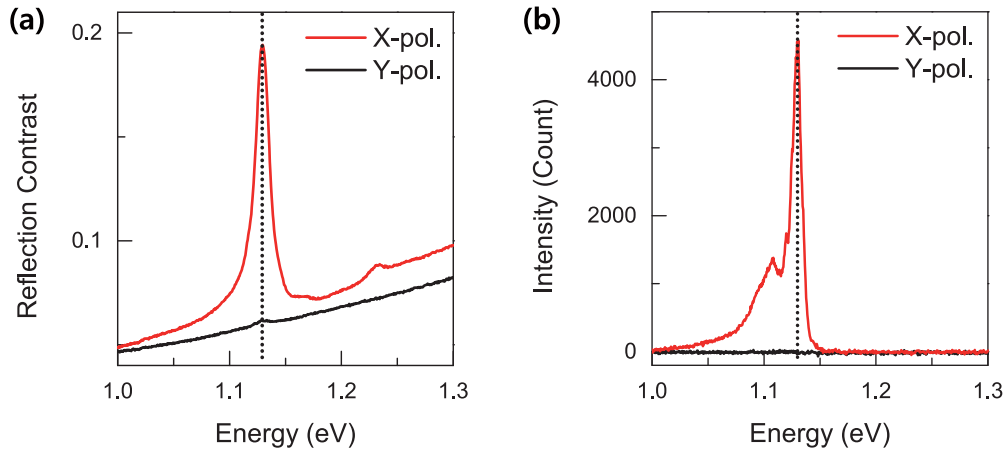 (a)
0.2
0.1
Reflection Contrast
X-pol.
Y-pol.
1.0
1.1
1.2
1.3
Energy (eV)
(b)
4000
2000
0
Intensity (Count)
X-pol.
Y-pol.
1.0
1.1
1.2
1.3
Energy (eV)